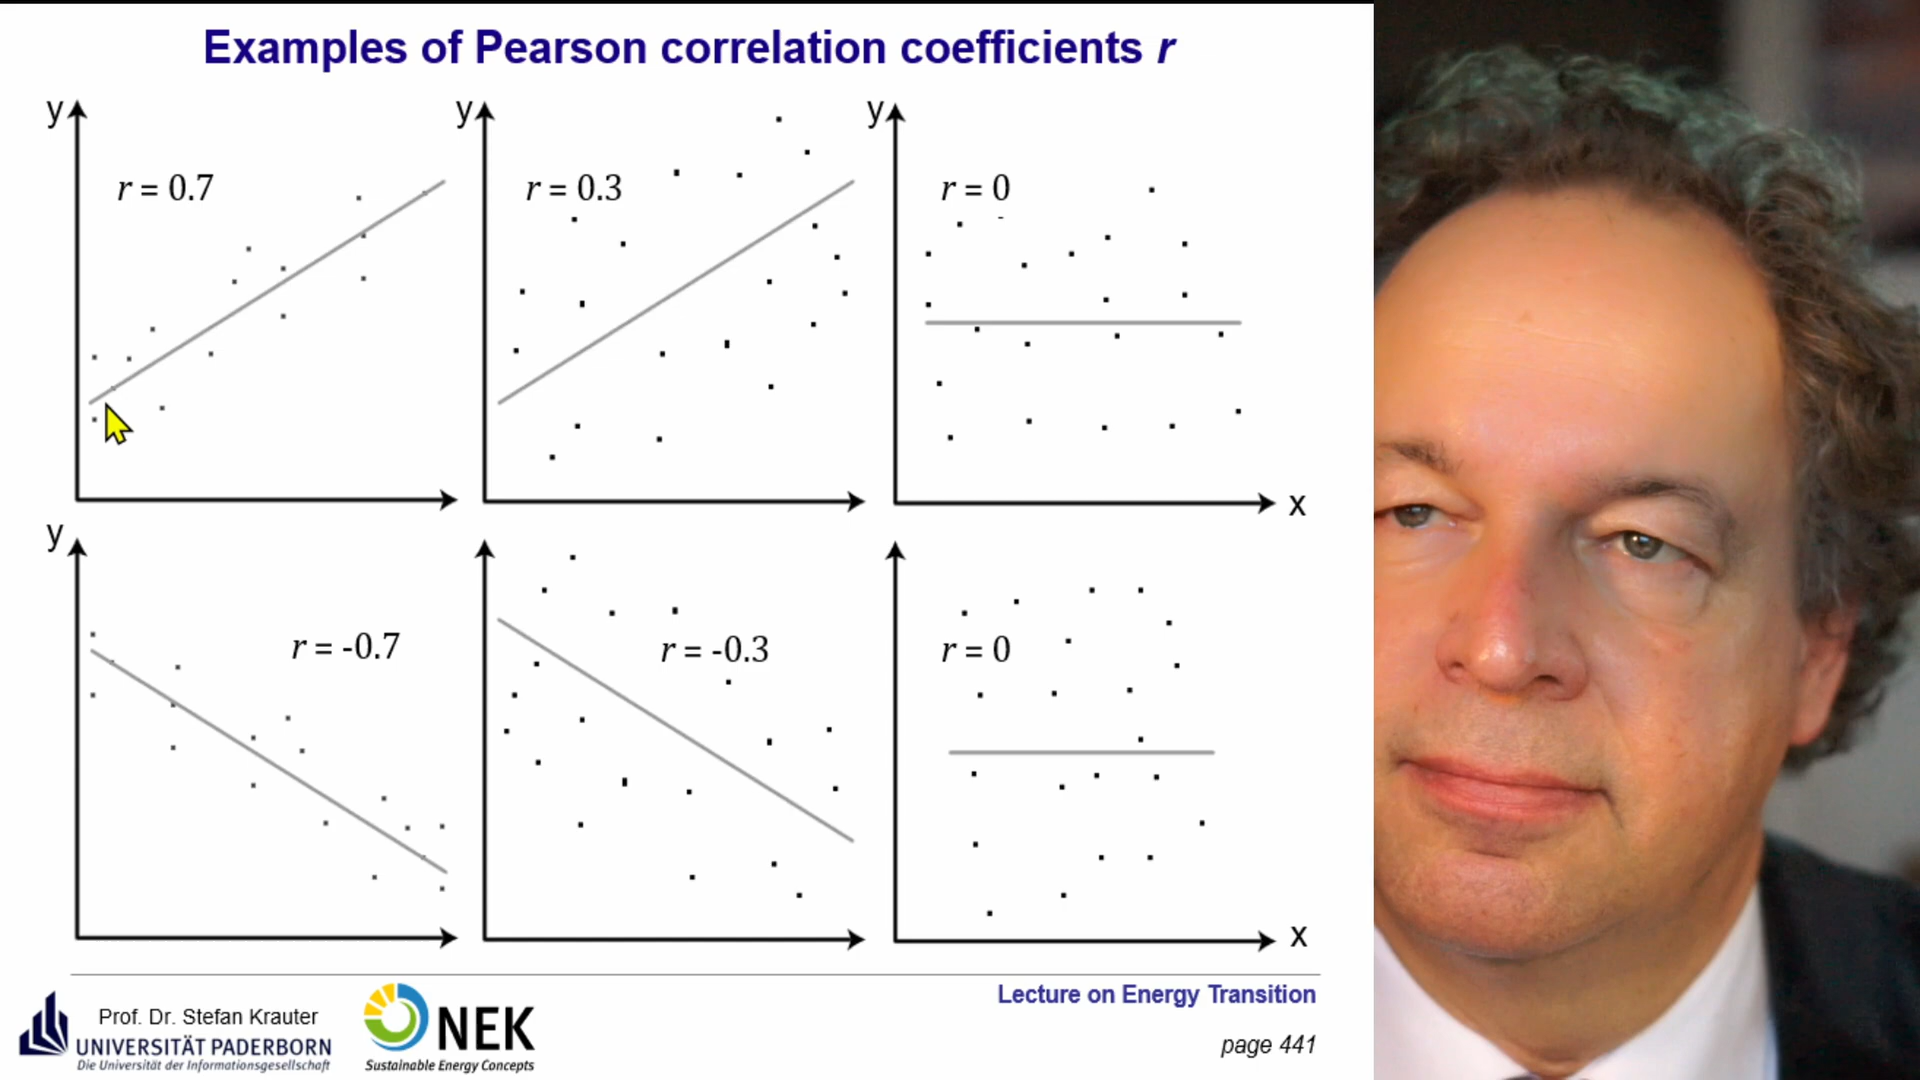 Examples of Pearson correlation coefficients r
y
y
y
r = 0.7
r = 0.3
r = 0
x
y
r = -0.7
r = -0.3
r = 0
x
Lecture on Energy Transition
Prof. Dr. Stefan Krauter
UNIVERSITÄT PADERBORN
Die Universität der Informationsgesellschaft
NEK
Sustainable Energy Concepts
page 441